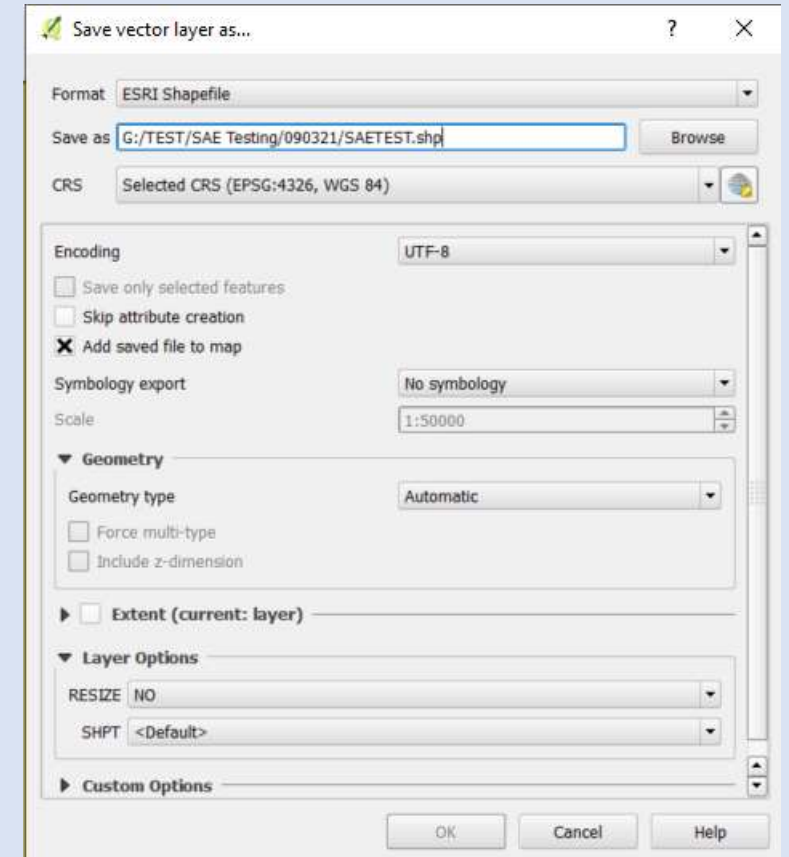 Save vector layer as...
?
Format ESRI Shapefile
Save as G:/TEST/SAE Testing/090321/SAETEST.shp Browse
CRS Selected CRS (EPSG:4326, WGS 84)
Encoding UTF-8
Save only selected features
Skip attribute creation
Add saved file to map
Symbology export No symbology
Scale 1:50000
Geometry
Geometry type Automatic
Force multi-type
Include z-dimension
Extent (current: layer)
Layer Options
RESIZE NO
SHPT <Default>
Custom Options
OK Cancel Help